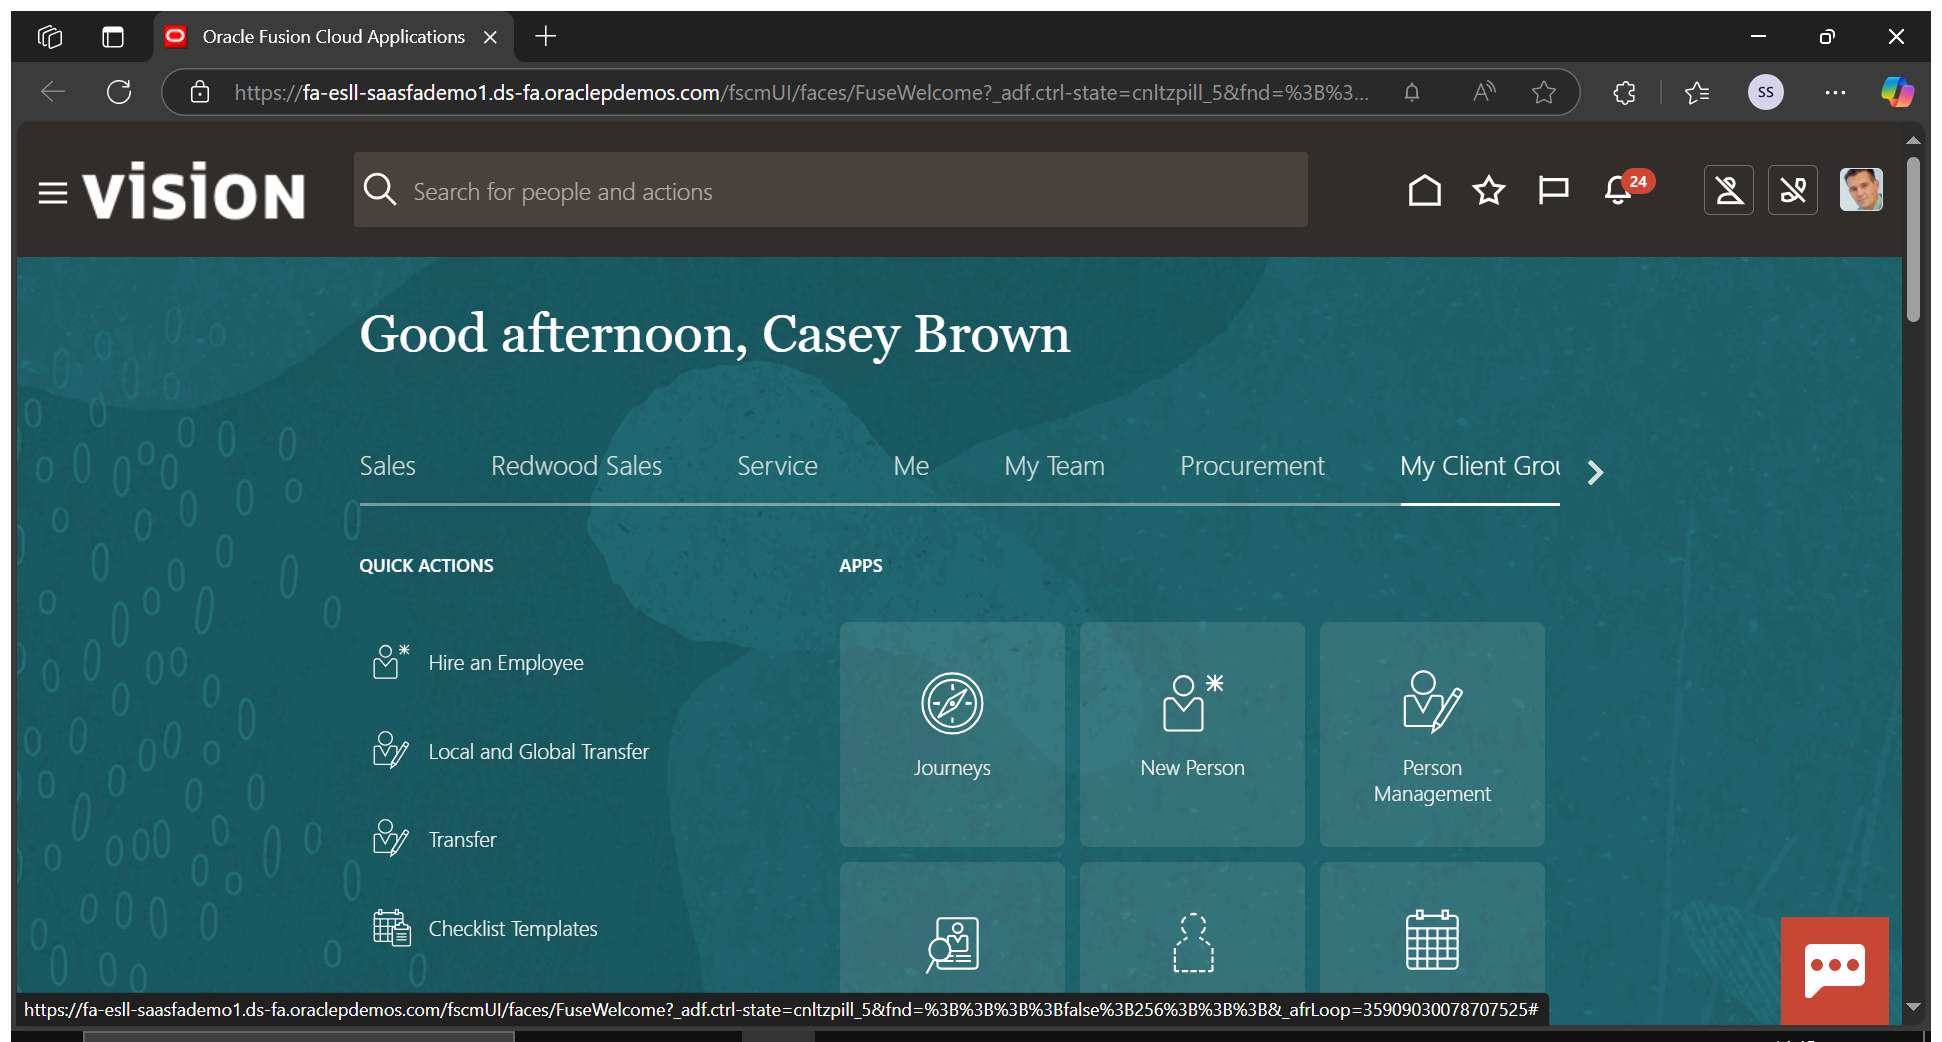 Oracle Fusion Cloud Applications
https://fa-esll-saasfademo1.ds-fa.oraclepdemos.com/fscmUI/faces/FuseWelcome?_adf.ctrl-state=cnltzpill_5&fnd=%3B%3...
SS
VISION
Search for people and actions
24
Good afternoon, Casey Brown
Sales Redwood Sales Service Me My Team Procurement My Client Grou
QUICK ACTIONS
APPS
Hire an Employee
Local and Global Transfer
Transfer
Checklist Templates
Journeys
New Person
Person
Management
https://fa-esll-saasfademo1.ds-fa.oraclepdemos.com/fscmUI/faces/FuseWelcome?_adf.ctrl-state=cnltzpill_5&fnd=%3B%3B%3B%3Bfalse%3B256%3B%3B%3B&_afrLoop=35909030078707525#